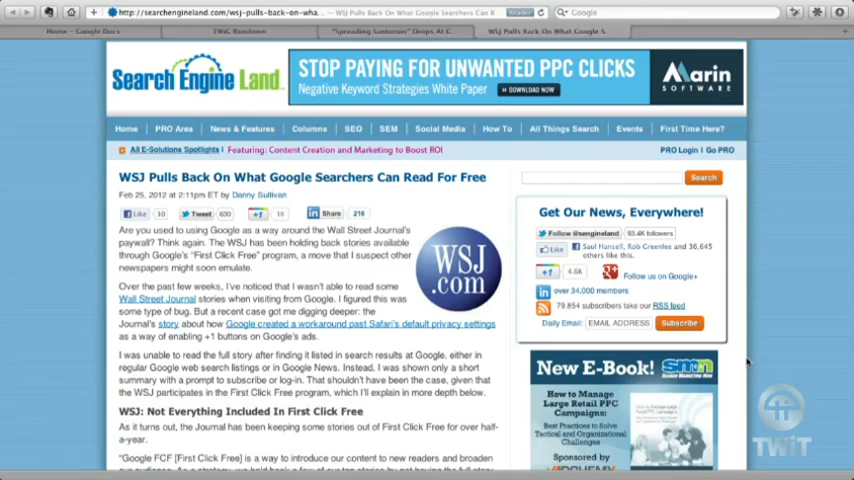 http://searchengineland.com/wsj-pulls-back-on-wha... — WSJ Pulls Back On What Google Searchers Can R
Reader
Google
Home – Google Docs
TWiG Rundown
"Spreading Santorum" Drops At G...
WSJ Pulls Back On What Google S...
Search Engine Land
STOP PAYING FOR UNWANTED PPC CLICKS
Negative Keyword Strategies White Paper
» DOWNLOAD NOW
Marin
SOFTWARE
Home
PRO Area
News & Features
Columns
SEO
SEM
Social Media
How To
All Things Search
Events
First Time Here?
All E-Solutions Spotlights
Featuring: Content Creation and Marketing to Boost ROI
PRO Login | Go PRO
WSJ Pulls Back On What Google Searchers Can Read For Free
Feb 25, 2012 at 2:11pm ET by Danny Sullivan
Like
Tweet 630
+1
in Share 216
Are you used to using Google as a way around the Wall Street Journal's
paywall? Think again. The WSJ has been holding back stories available
through Google's "First Click Free" program, a move that I suspect other
newspapers might soon emulate.
WSJ
.com
Over the past few weeks, I've noticed that I wasn't able to read some
Wall Street Journal stories when visiting from Google. I figured this was
some type of bug. But a recent case got me digging deeper: the
Journal's story about how Google created a workaround past Safari's default privacy settings
as a way of enabling +1 buttons on Google's ads.
I was unable to read the full story after finding it listed in search results at Google, either in
regular Google web search listings or in Google News. Instead, I was shown only a short
summary with a prompt to subscribe or log-in. That shouldn't have been the case, given that
the WSJ participates in the First Click Free program, which I'll explain in more depth below.
WSJ: Not Everything Included In First Click Free
As it turns out, the Journal has been keeping some stories out of First Click Free for over half-
a-year.
"Google FCF [First Click Free] is a way to introduce our content to new readers and broaden
Search
Get Our News, Everywhere!
Follow @sengineland
93.4K followers
Like
Saul Hansell, Rob Greenlee and 36,645
others like this.
+1
4.6k
Follow us on Google+
in
over 34,000 members
79,854 subscribers take our RSS feed
Daily Email:
EMAIL ADDRESS
Subscribe
New E-Book!
smn
How to Manage
Large Retail PPC
Campaigns:
Best Practices to Solve
Tactical and Organizational
Challenges
Sponsored by
TWiT